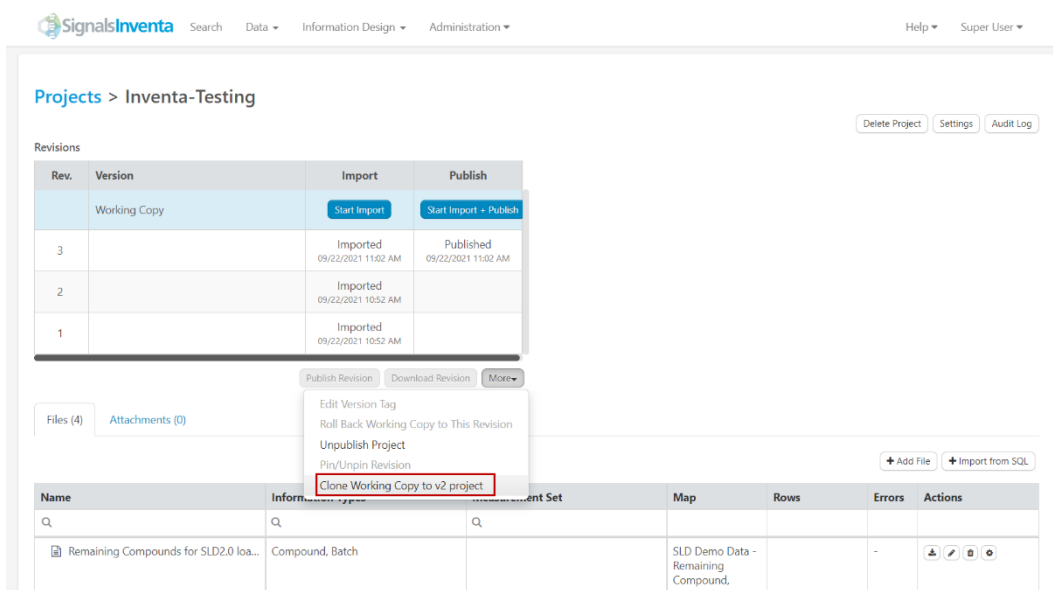 SignalsInventa Search Data Information Design Administration Help Super User
Projects > Inventa-Testing
Delete Project Settings Audit Log
Revisions
Rev. Version Import Publish
Working Copy Start Import Start Import + Publish
3 Imported Published
09/22/2021 11:02 AM 09/22/2021 11:02 AM
2 Imported
09/22/2021 10:52 AM
1 Imported
09/22/2021 10:52 AM
Publish Revision Download Revision More
Edit Version Tag
Roll Back Working Copy to This Revision
Unpublish Project
Pin/Unpin Revision
Clone Working Copy to v2 project
Files (4) Attachments (0)
+ Add File + Import from SQL
Name Information Types Measurement Set Map Rows Errors Actions
Remaining Compounds for SLD2.0 loa... Compound, Batch SLD Demo Data - -
Remaining
Compound,